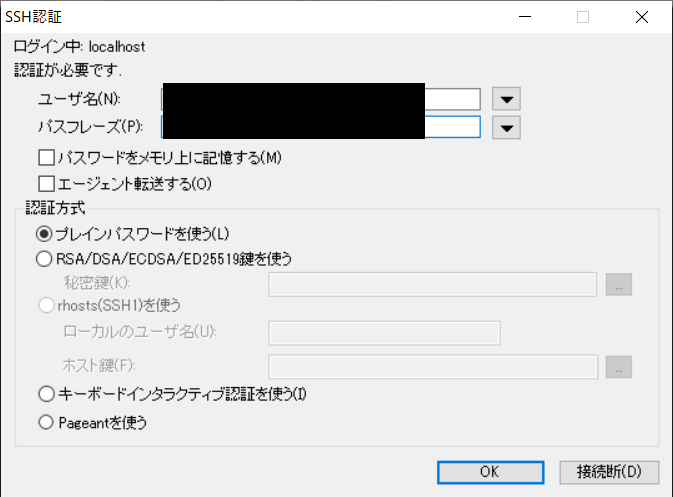 SSH認証
ログイン中: localhost
認証が必要です.
ユーザ名(N):
パスフレーズ(P):
パスワードをメモリ上に記憶する(M)
エージェント転送する(O)
認証方式
プレインパスワードを使う(L)
RSA/DSA/ECDSA/ED25519鍵を使う
秘密鍵(K):
...
rhosts(SSH1)を使う
ローカルのユーザ名(U):
ホスト鍵(F):
...
キーボードインタラクティブ認証を使う(I)
Pageantを使う
OK 接続断(D)